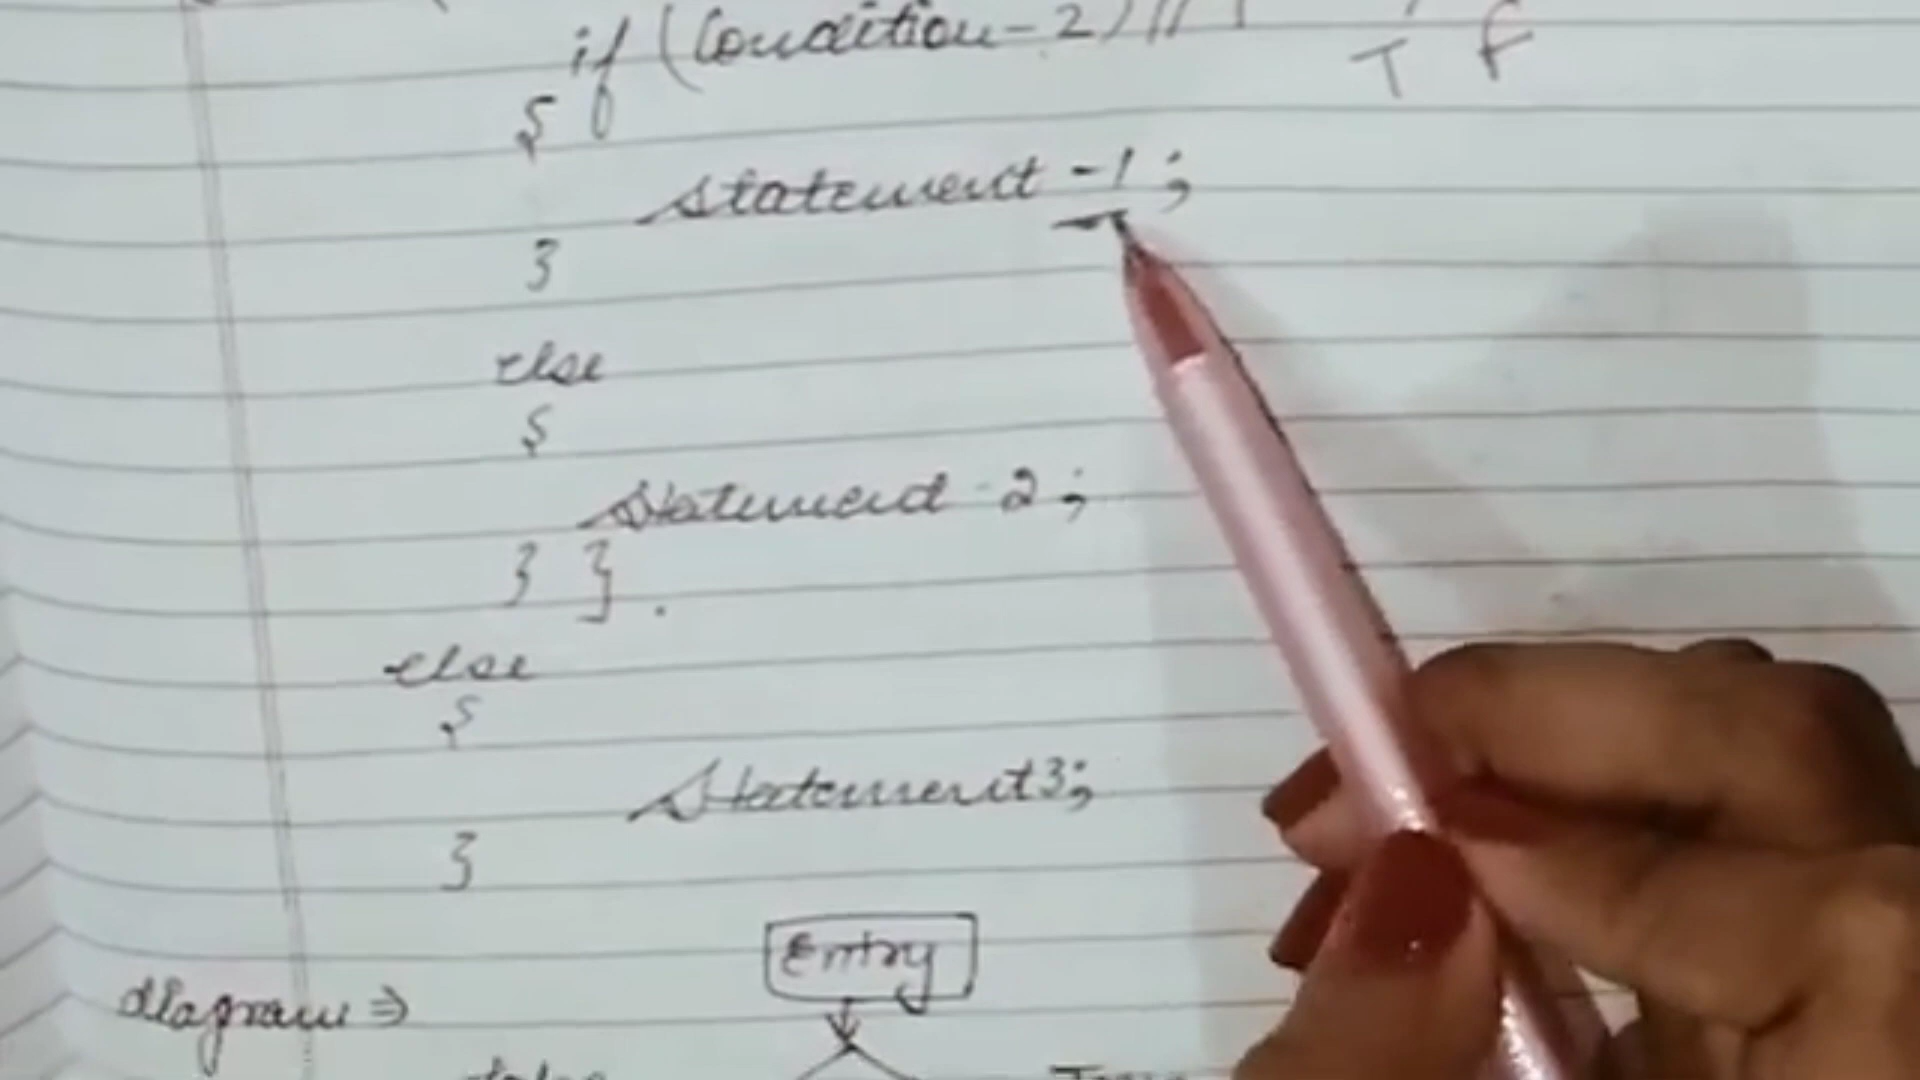 if (Condition-2) //
T F
{
statement -1;
}
else
{
Statement -2;
} }.
else
{
Statement3;
}
Entry
diagram ⇒